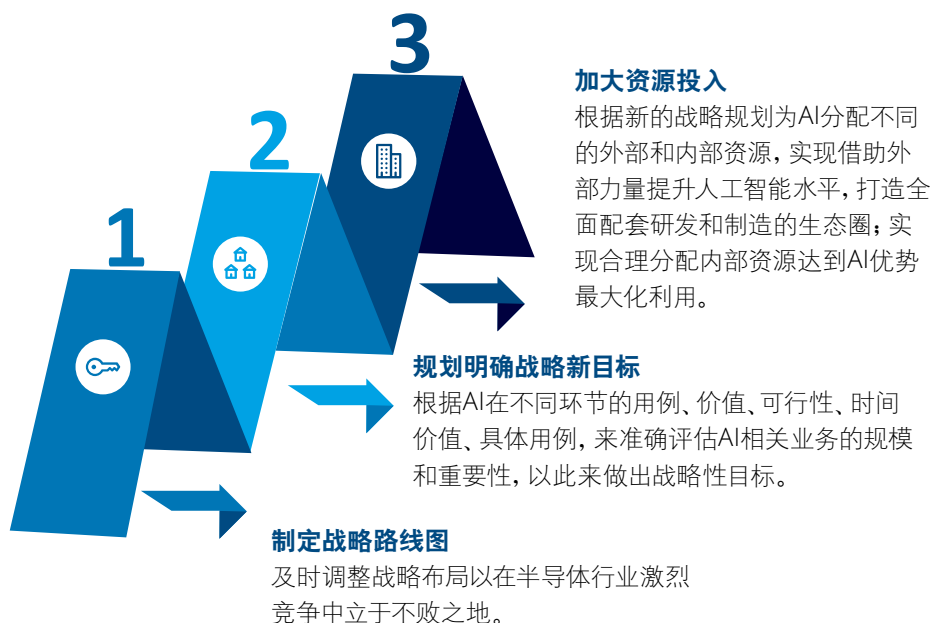 3
加大资源投入
根据新的战略规划为AI分配不同
的外部和内部资源，实现借助外
部力量提升人工智能水平，打造全
面配套研发和制造的生态圈；实
现合理分配内部资源达到AI优势
最大化利用。
2
规划明确战略新目标
根据AI在不同环节的用例、价值、可行性、时间
价值、具体用例，来准确评估AI相关业务的规模
和重要性，以此来做出战略性目标。
1
制定战略路线图
及时调整战略布局以在半导体行业激烈
竞争中立于不败之地。